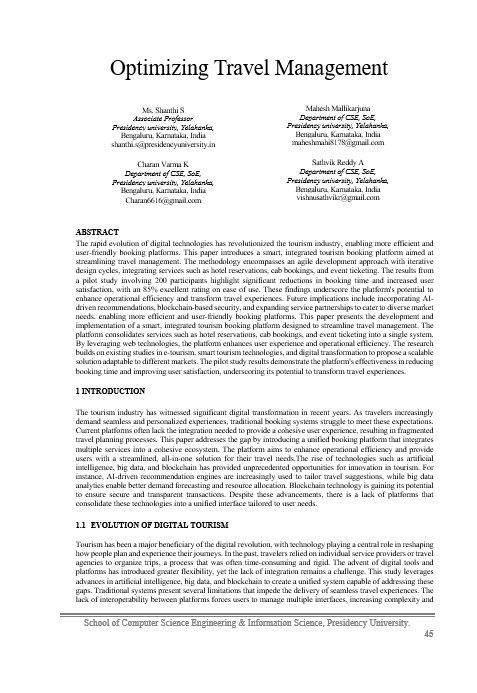 Optimizing Travel Management
Ms. Shanthi S
Associate Professor
Presidency university, Yelahanka,
Bengaluru, Karnataka, India
shanthi.s@presidencyuniversity.in
Mahesh Mallikarjuna
Department of CSE, SoE,
Presidency university, Yelahanka,
Bengaluru, Karnataka, India
maheshmahi8178@gmail.com
Charan Varma K
Department of CSE, SoE,
Presidency university, Yelahanka,
Bengaluru, Karnataka, India
Charan6616@gmail.com
Sathvik Reddy A
Department of CSE, SoE,
Presidency university, Yelahanka,
Bengaluru, Karnataka, India
vishnusathvikr@gmail.com
ABSTRACT
The rapid evolution of digital technologies has revolutionized the tourism industry, enabling more efficient and
user-friendly booking platforms. This paper introduces a smart, integrated tourism booking platform aimed at
streamlining travel management. The methodology encompasses an agile development approach with iterative
design cycles, integrating services such as hotel reservations, cab bookings, and event ticketing. The results from
a pilot study involving 200 participants highlight significant reductions in booking time and increased user
satisfaction, with an 85% excellent rating on ease of use. These findings underscore the platform's potential to
enhance operational efficiency and transform travel experiences. Future implications include incorporating AI-
driven recommendations, blockchain-based security, and expanding service partnerships to cater to diverse market
needs. enabling more efficient and user-friendly booking platforms. This paper presents the development and
implementation of a smart, integrated tourism booking platform designed to streamline travel management. The
platform consolidates services such as hotel reservations, cab bookings, and event ticketing into a single system.
By leveraging web technologies, the platform enhances user experience and operational efficiency. The research
builds on existing studies in e-tourism, smart tourism technologies, and digital transformation to propose a scalable
solution adaptable to different markets. The pilot study results demonstrate the platform's effectiveness in reducing
booking time and improving user satisfaction, underscoring its potential to transform travel experiences.
1 INTRODUCTION
The tourism industry has witnessed significant digital transformation in recent years. As travelers increasingly
demand seamless and personalized experiences, traditional booking systems struggle to meet these expectations.
Current platforms often lack the integration needed to provide a cohesive user experience, resulting in fragmented
travel planning processes. This paper addresses the gap by introducing a unified booking platform that integrates
multiple services into a cohesive ecosystem. The platform aims to enhance operational efficiency and provide
users with a streamlined, all-in-one solution for their travel needs.The rise of technologies such as artificial
intelligence, big data, and blockchain has provided unprecedented opportunities for innovation in tourism. For
instance, AI-driven recommendation engines are increasingly used to tailor travel suggestions, while big data
analytics enable better demand forecasting and resource allocation. Blockchain technology is gaining its potential
to ensure secure and transparent transactions. Despite these advancements, there is a lack of platforms that
consolidate these technologies into a unified interface tailored to user needs.
1.1 EVOLUTION OF DIGITAL TOURISM
Tourism has been a major beneficiary of the digital revolution, with technology playing a central role in reshaping
how people plan and experience their journeys. In the past, travelers relied on individual service providers or travel
agencies to organize trips, a process that was often time-consuming and rigid. The advent of digital tools and
platforms has introduced greater flexibility, yet the lack of integration remains a challenge. This study leverages
advances in artificial intelligence, big data, and blockchain to create a unified system capable of addressing these
gaps. Traditional systems present several limitations that impede the delivery of seamless travel experiences. The
lack of interoperability between platforms forces users to manage multiple interfaces, increasing complexity and
School of Computer Science Engineering & Information Science, Presidency University.
45